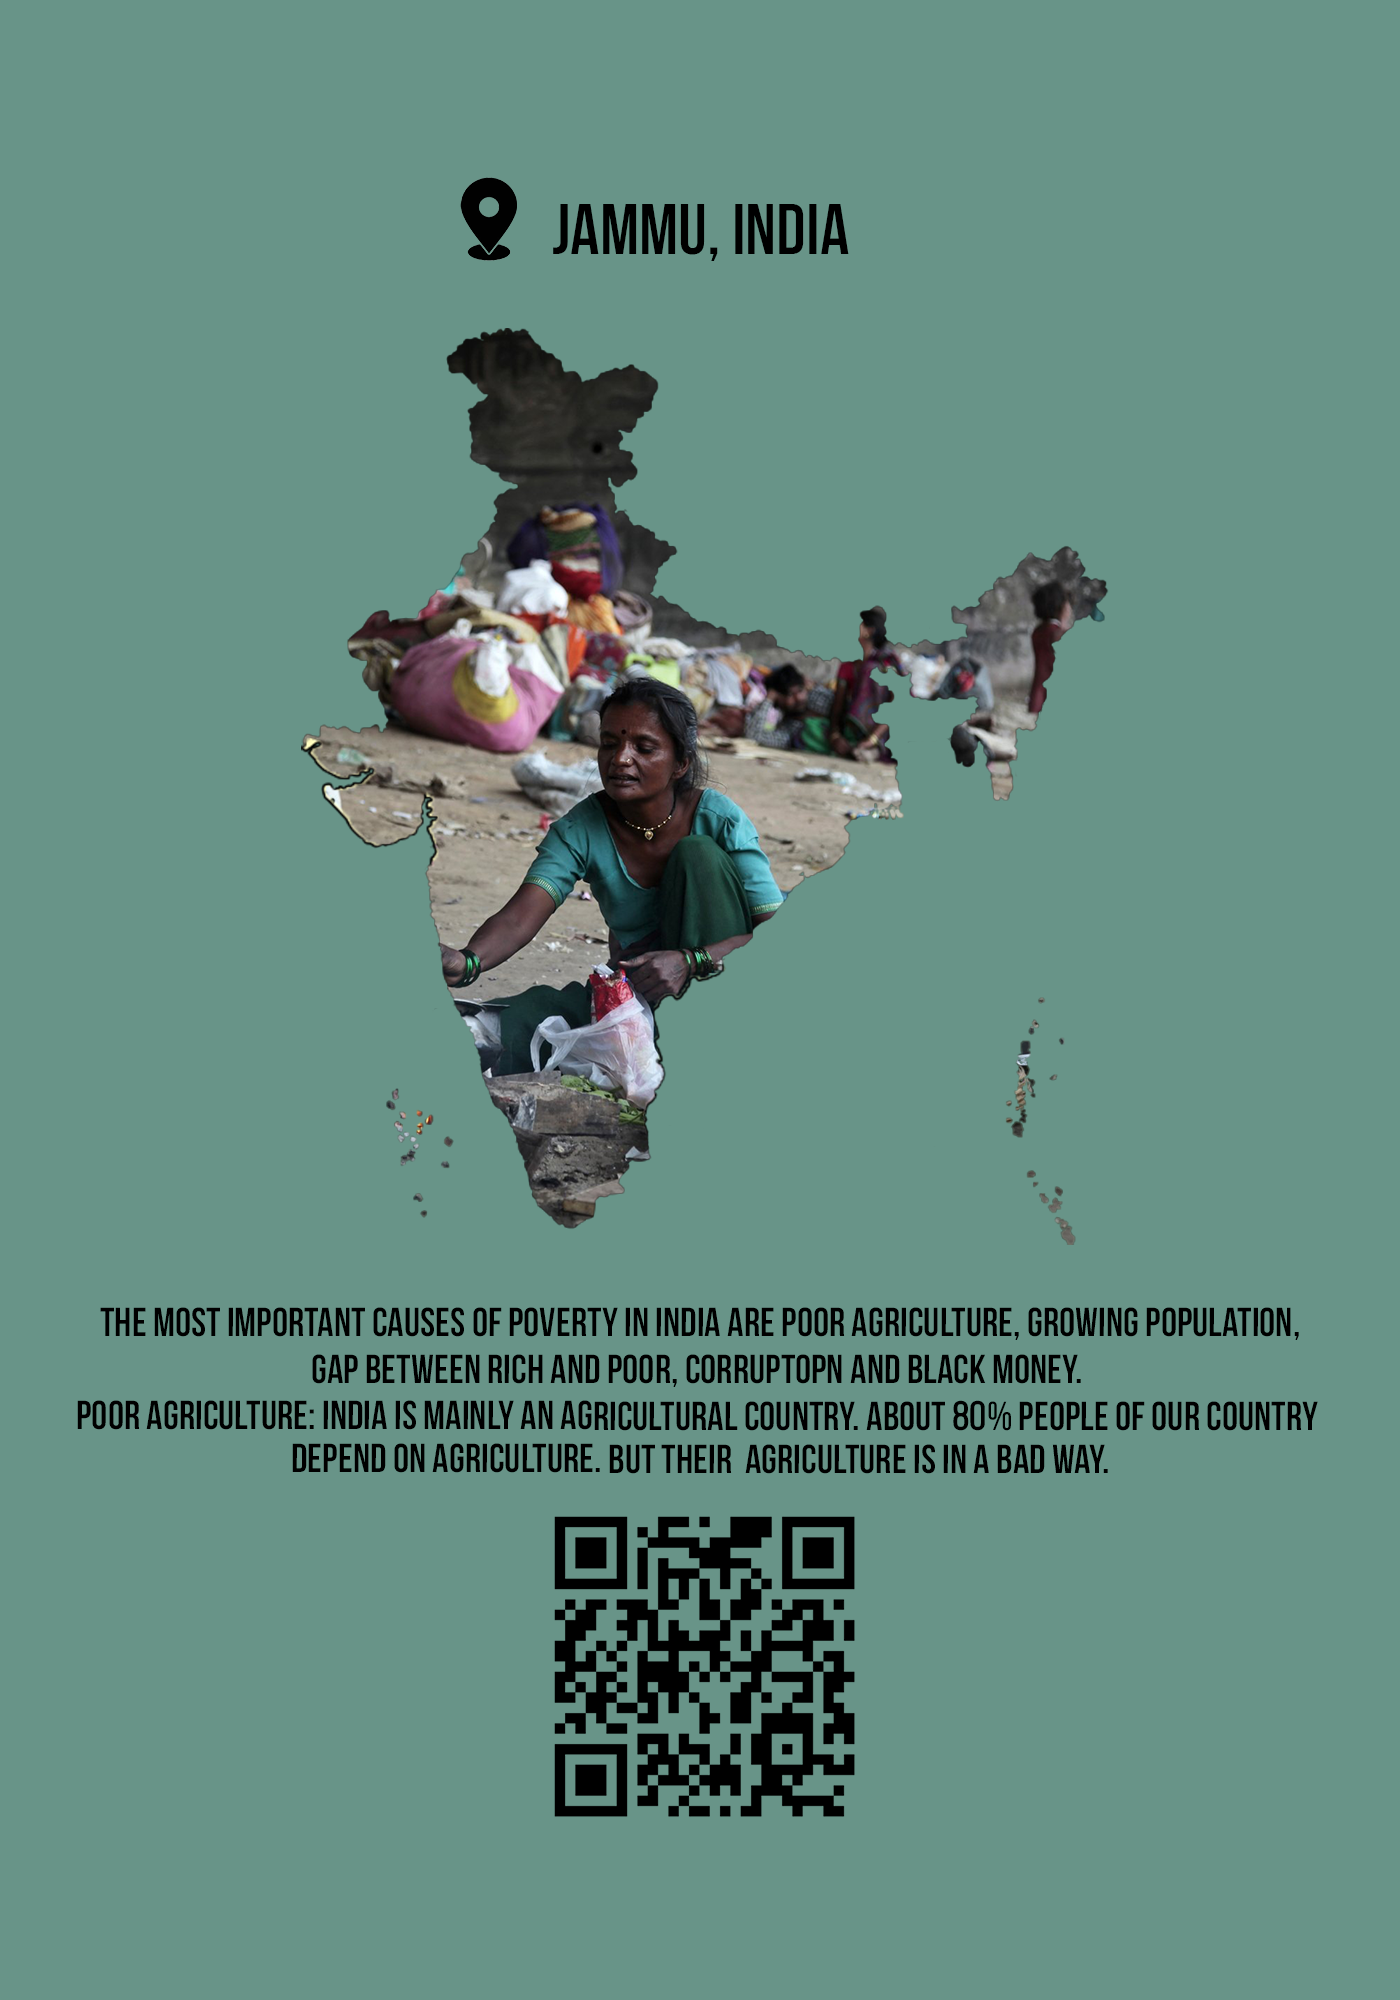 JAMMU, INDIA
THE MOST IMPORTANT CAUSES OF POVERTY IN INDIA ARE POOR AGRICULTURE, GROWING POPULATION,
GAP BETWEEN RICH AND POOR, CORRUPTOPN AND BLACK MONEY.
POOR AGRICULTURE: INDIA IS MAINLY AN AGRICULTURAL COUNTRY. ABOUT 80% PEOPLE OF OUR COUNTRY
DEPEND ON AGRICULTURE. BUT THEIR AGRICULTURE IS IN A BAD WAY.